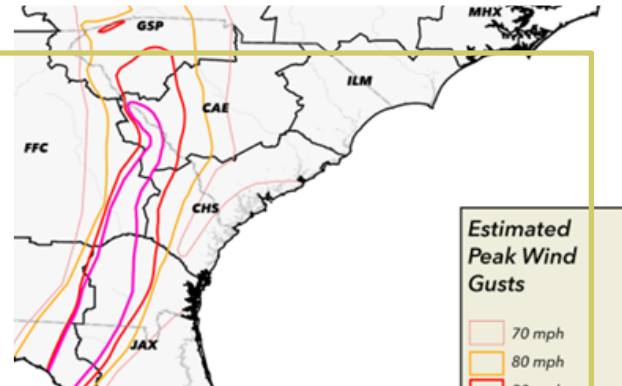 MHX
GSP
ILM
CAE
FFC
CHS
Estimated
Peak Wind
Gusts
70 mph
80 mph
JAX